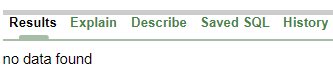 Results Explain Describe Saved SQL History
no data found